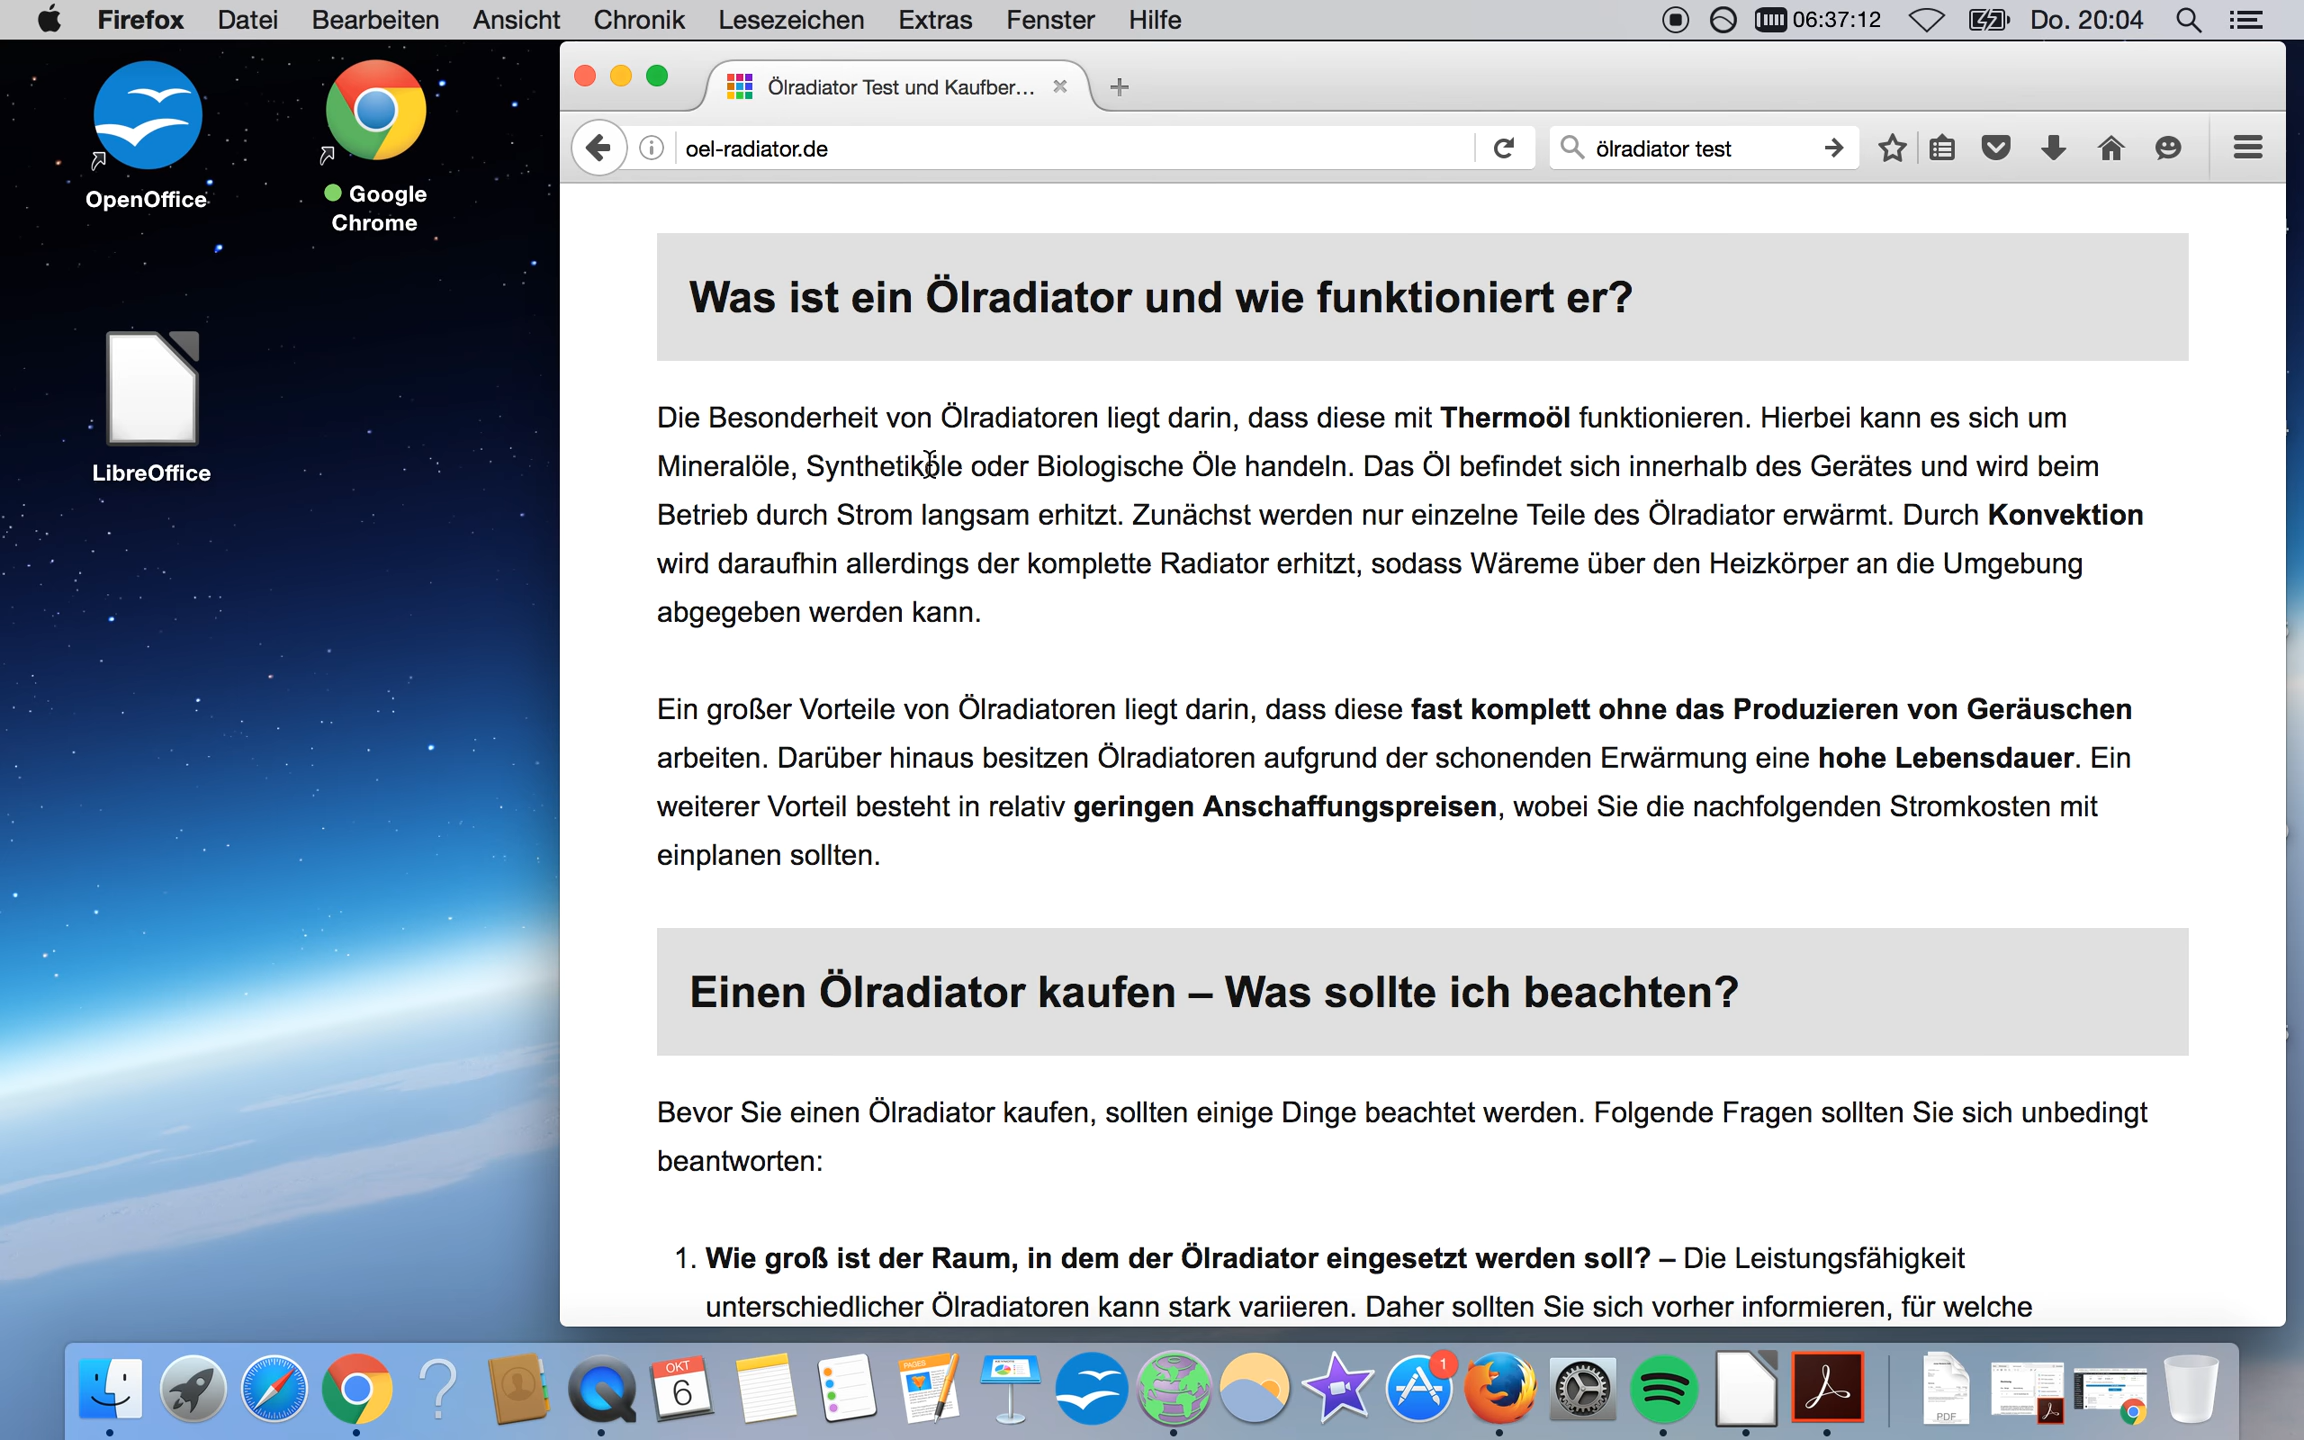 Firefox Datei Bearbeiten Ansicht Chronik Lesezeichen Extras Fenster Hilfe 06:37:12 Do. 20:04
Ölradiator Test und Kaufber...
oel-radiator.de
ölradiator test
OpenOffice
Google
Chrome
LibreOffice
Was ist ein Ölradiator und wie funktioniert er?
Die Besonderheit von Ölradiatoren liegt darin, dass diese mit Thermoöl funktionieren. Hierbei kann es sich um
Mineralöle, Synthetiköle oder Biologische Öle handeln. Das Öl befindet sich innerhalb des Gerätes und wird beim
Betrieb durch Strom langsam erhitzt. Zunächst werden nur einzelne Teile des Ölradiator erwärmt. Durch Konvektion
wird daraufhin allerdings der komplette Radiator erhitzt, sodass Wäreme über den Heizkörper an die Umgebung
abgegeben werden kann.
Ein großer Vorteile von Ölradiatoren liegt darin, dass diese fast komplett ohne das Produzieren von Geräuschen
arbeiten. Darüber hinaus besitzen Ölradiatoren aufgrund der schonenden Erwärmung eine hohe Lebensdauer. Ein
weiterer Vorteil besteht in relativ geringen Anschaffungspreisen, wobei Sie die nachfolgenden Stromkosten mit
einplanen sollten.
Einen Ölradiator kaufen – Was sollte ich beachten?
Bevor Sie einen Ölradiator kaufen, sollten einige Dinge beachtet werden. Folgende Fragen sollten Sie sich unbedingt
beantworten:
1. Wie groß ist der Raum, in dem der Ölradiator eingesetzt werden soll? – Die Leistungsfähigkeit
unterschiedlicher Ölradiatoren kann stark variieren. Daher sollten Sie sich vorher informieren, für welche
OKT
6
PAGES
1
PDF